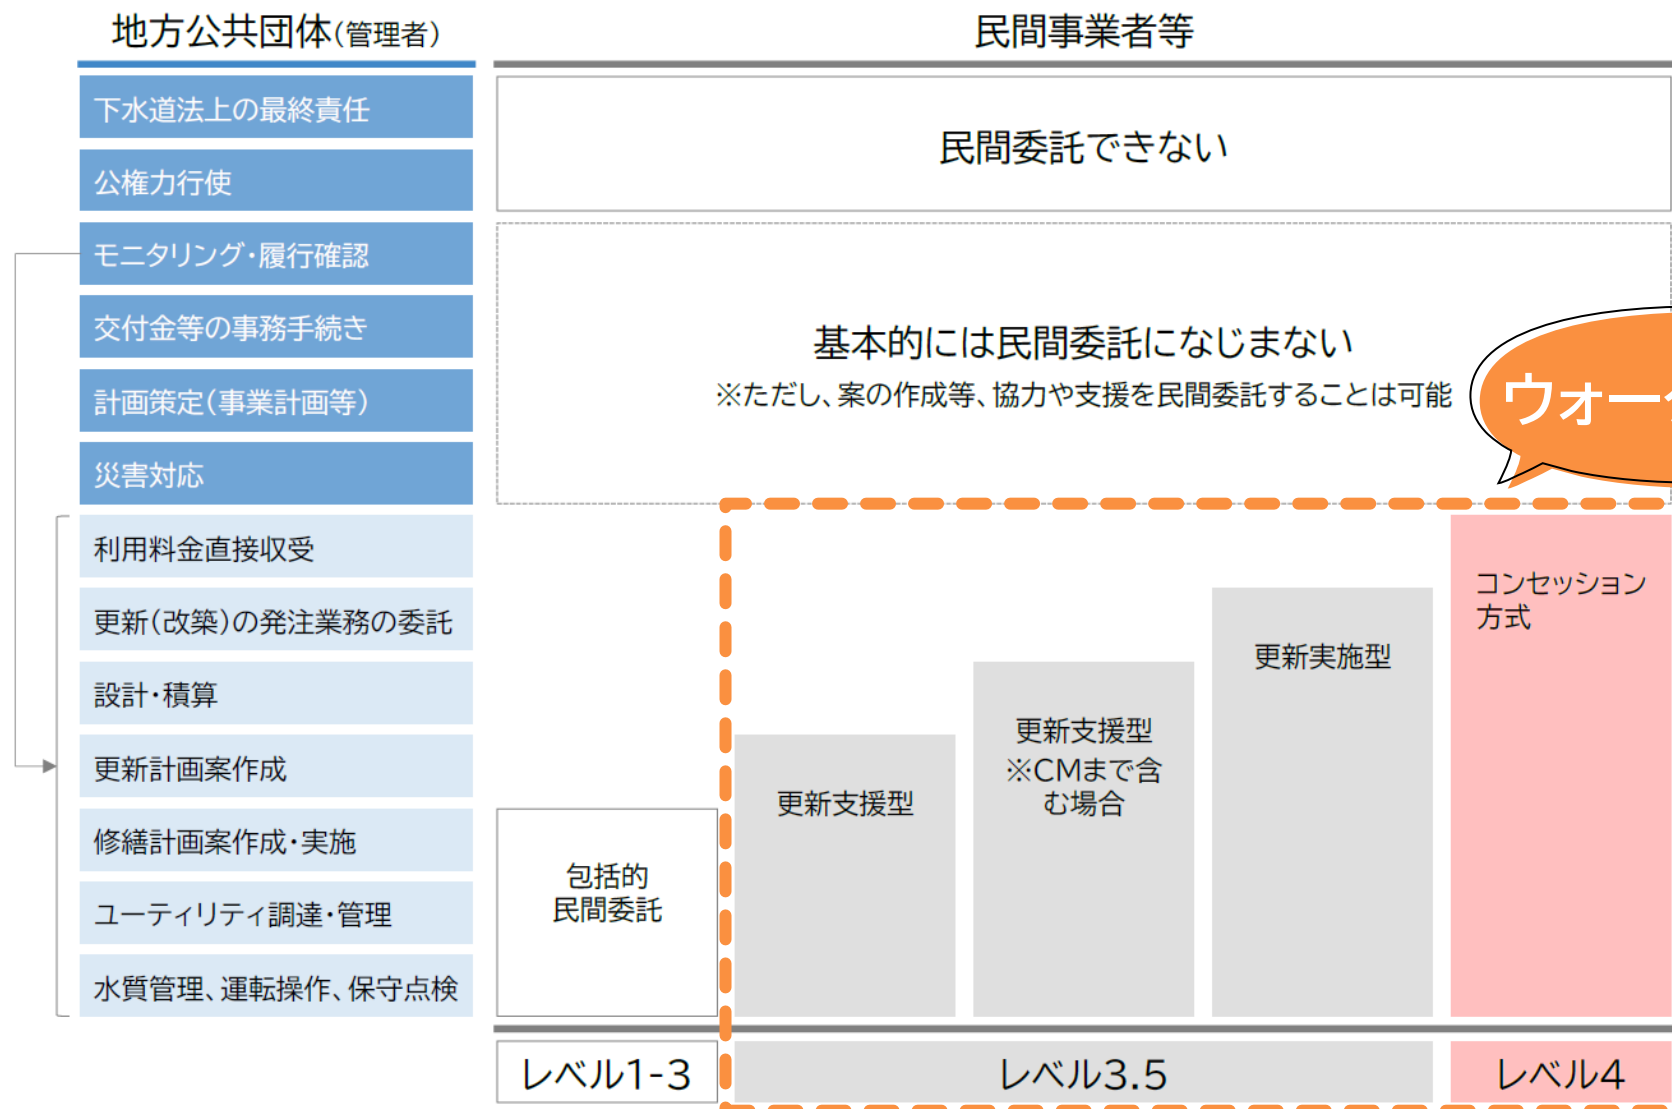 地方公共団体(管理者)
民間事業者等
下水道法上の最終責任
公権力行使
民間委託できない
モニタリング・履行確認
交付金等の事務手続き
計画策定(事業計画等)
災害対応
基本的には民間委託になじまない
※ただし、案の作成等、協力や支援を民間委託することは可能
ウォー
利用料金直接収受
更新(改築)の発注業務の委託
設計・積算
更新計画案作成
修繕計画案作成・実施
ユーティリティ調達・管理
水質管理、運転操作、保守点検
包括的
民間委託
更新支援型
更新支援型
※CMまで含
む場合
更新実施型
コンセッション
方式
レベル1-3
レベル3.5
レベル4